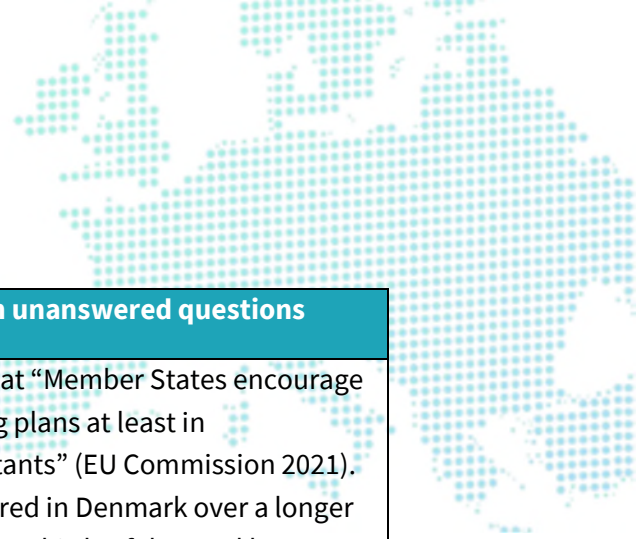 unanswered questions
at “Member States encourage
plans at least in
tants” (EU Commission 2021).
red in Denmark over a longer